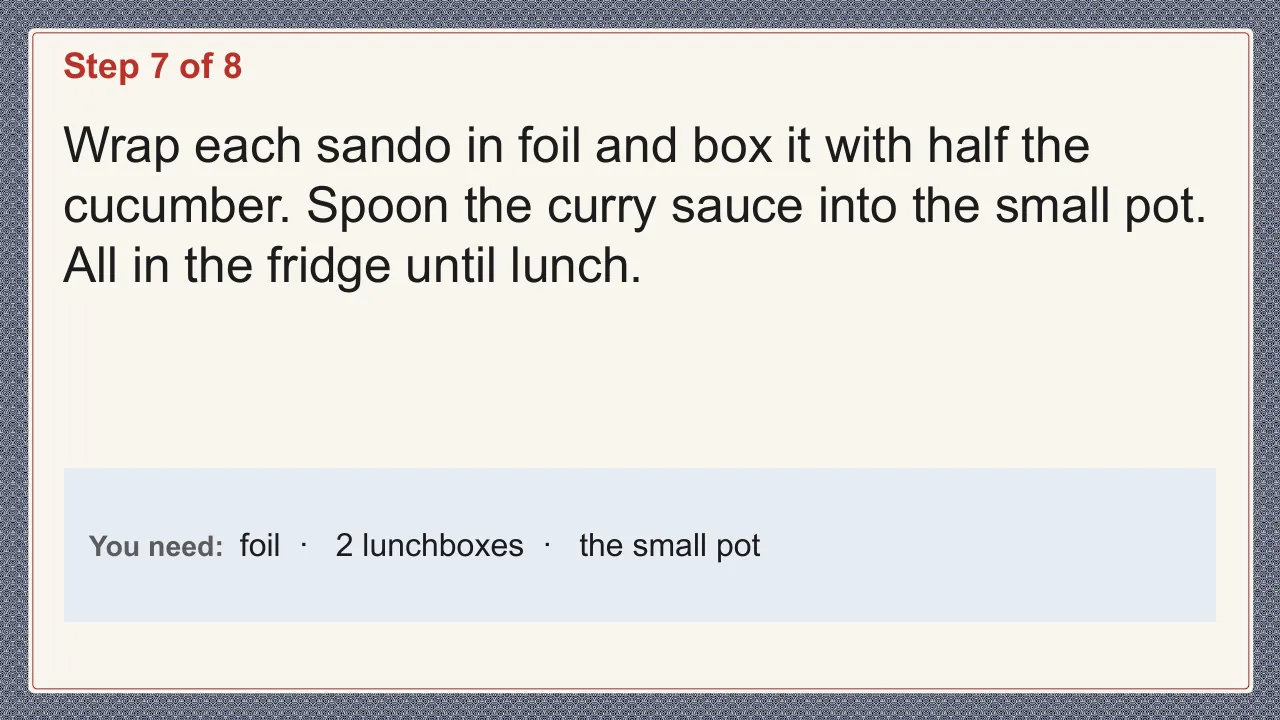 Step 7 of 8
Wrap each sando in foil and box it with half the
cucumber. Spoon the curry sauce into the small pot.
All in the fridge until lunch.
You need: foil · 2 lunchboxes · the small pot